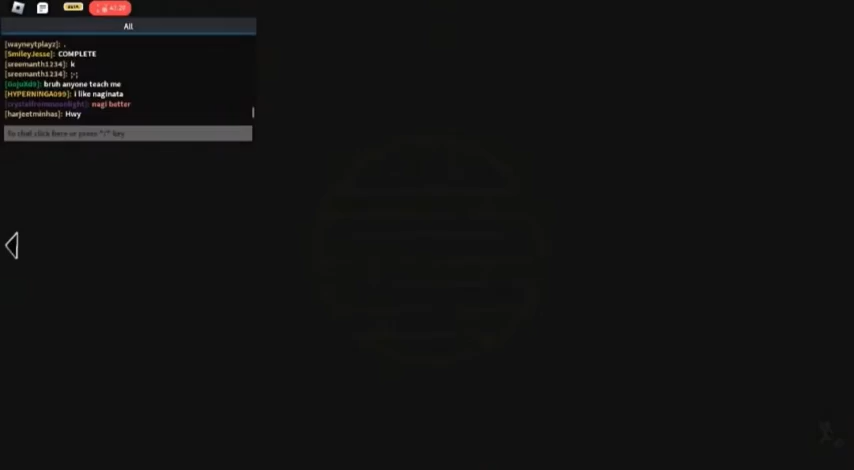 All
[wayneytplayz]: .
[SmileyJesse]: COMPLETE
[sreemanth1234]: k
[sreemanth1234]: ;-;
bruh anyone teach me
[HYPERNINGA099]: i like naginata
nagi better
[harjeetminhas]: Hwy
To chat click here or press "/" key